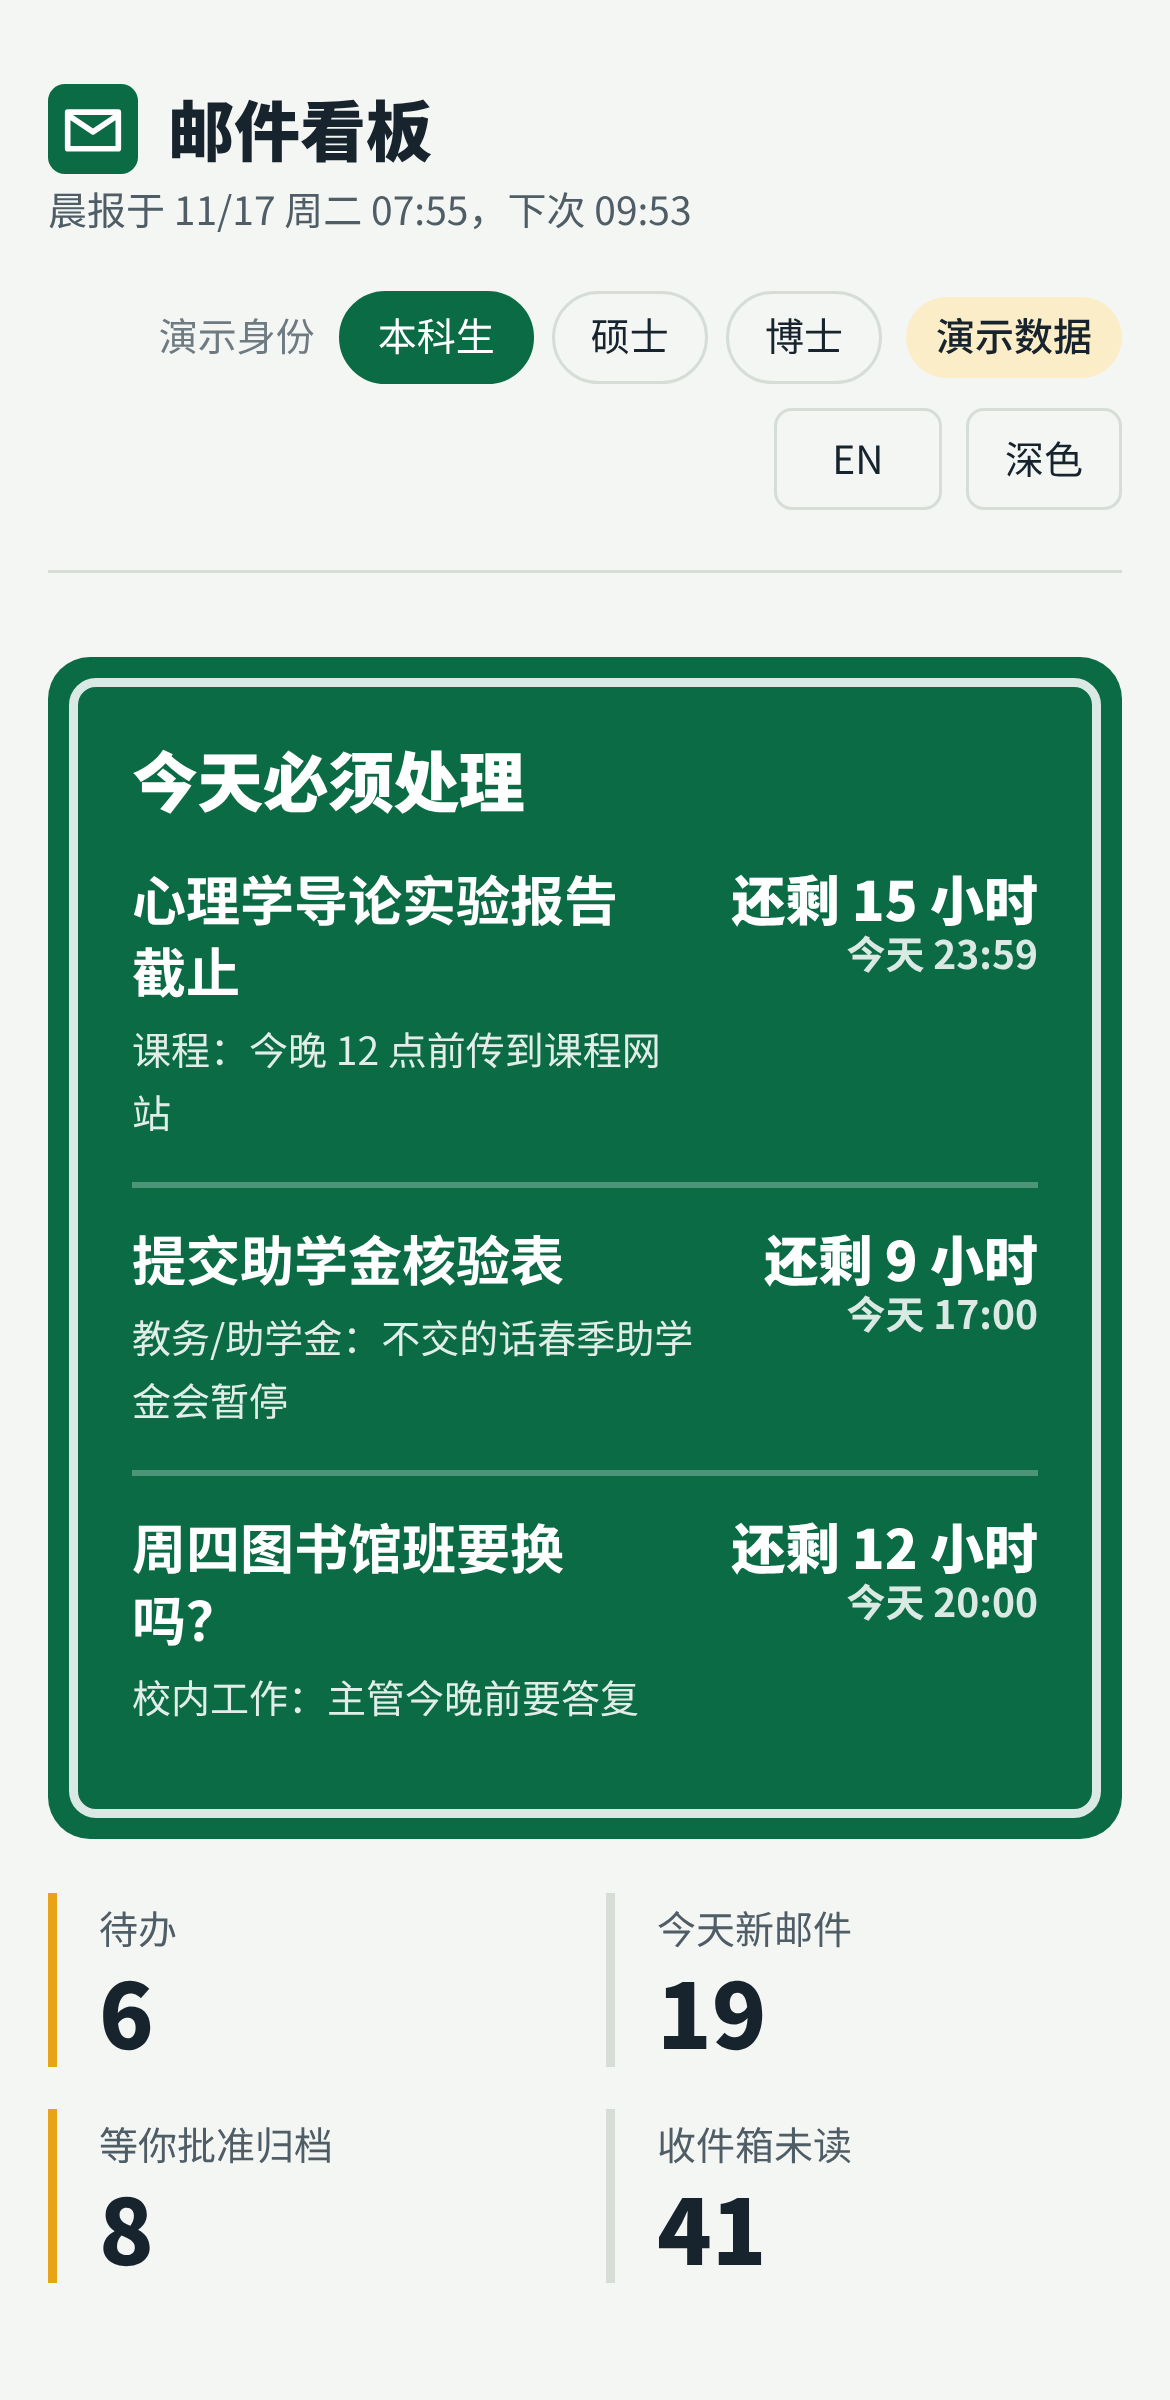 邮件看板
晨报于 11/17 周二 07:55，下次 09:53
演示身份 本科生 硕士 博士 演示数据
EN 深色
今天必须处理
心理学导论实验报告
截止
还剩 15 小时
今天 23:59
课程：今晚 12 点前传到课程网
站
提交助学金核验表
还剩 9 小时
今天 17:00
教务/助学金：不交的话春季助学
金会暂停
周四图书馆班要换
吗？
还剩 12 小时
今天 20:00
校内工作：主管今晚前要答复
待办
6
今天新邮件
19
等你批准归档
8
收件箱未读
41